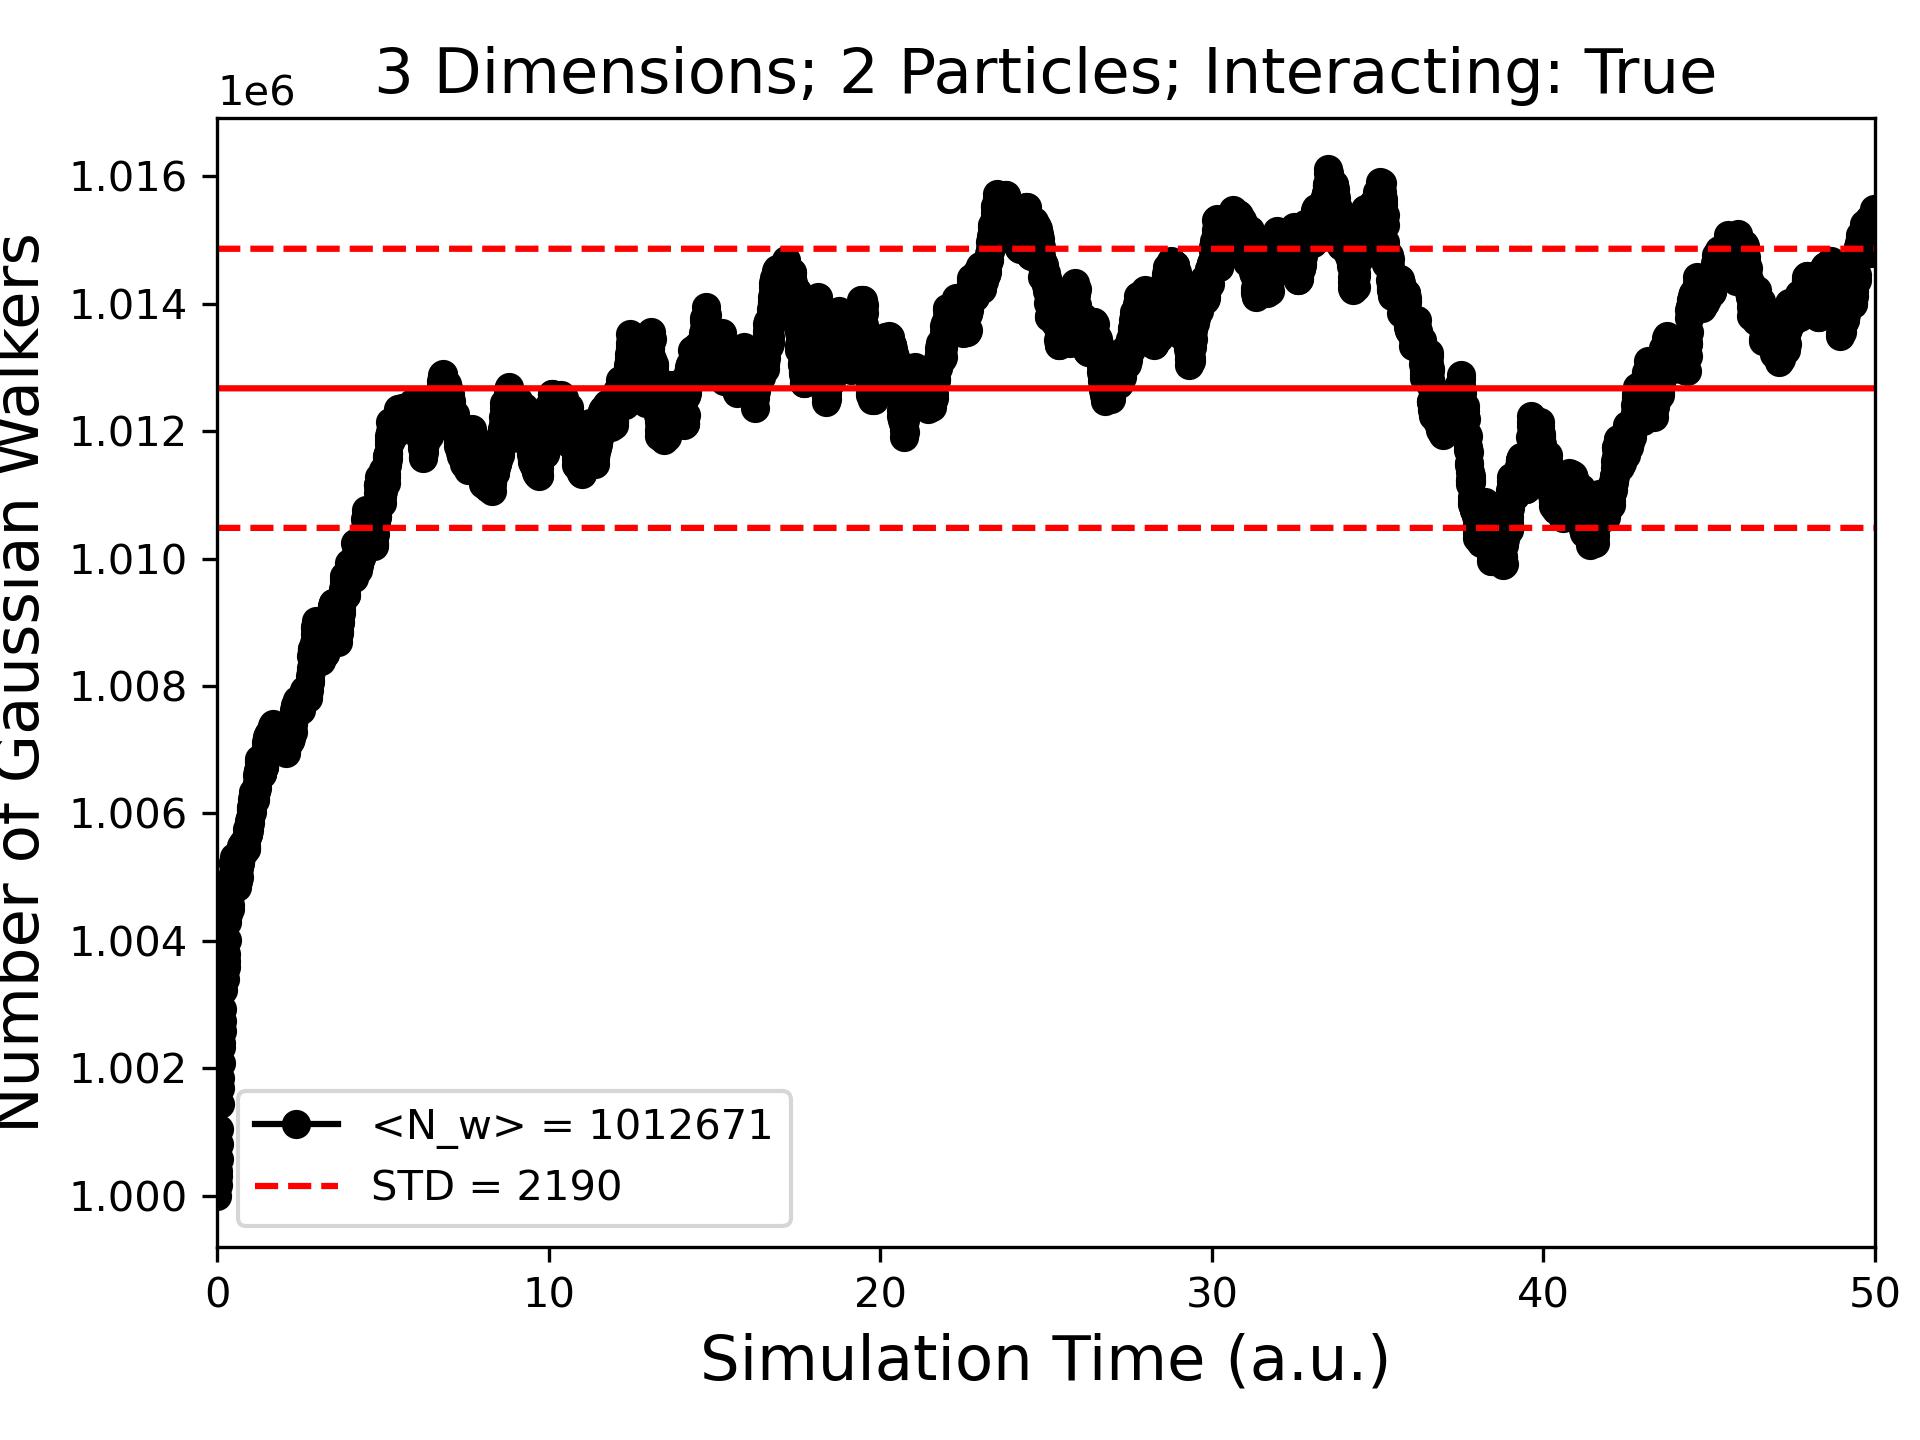 3 Dimensions; 2 Particles; Interacting: True
1e6
Number of Gaussian Walkers
1.016
1.014
1.012
1.010
1.008
1.006
1.004
1.002
1.000
<N_w> = 1012671
STD = 2190
0 10 20 30 40 50
Simulation Time (a.u.)